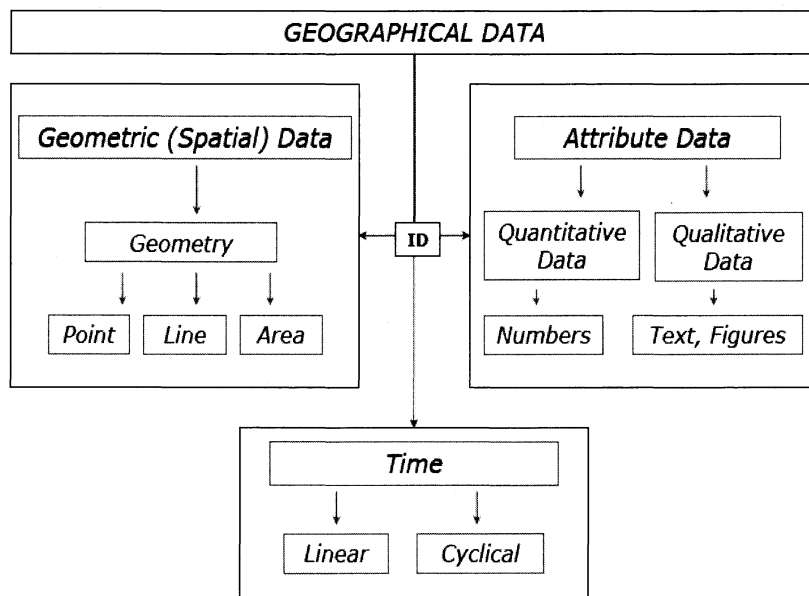 GEOGRAPHICAL DATA
Geometric (Spatial) Data
Geometry
Point
Line
Area
ID
Attribute Data
Quantitative
Data
Qualitative
Data
Numbers
Text, Figures
Time
Linear
Cyclical